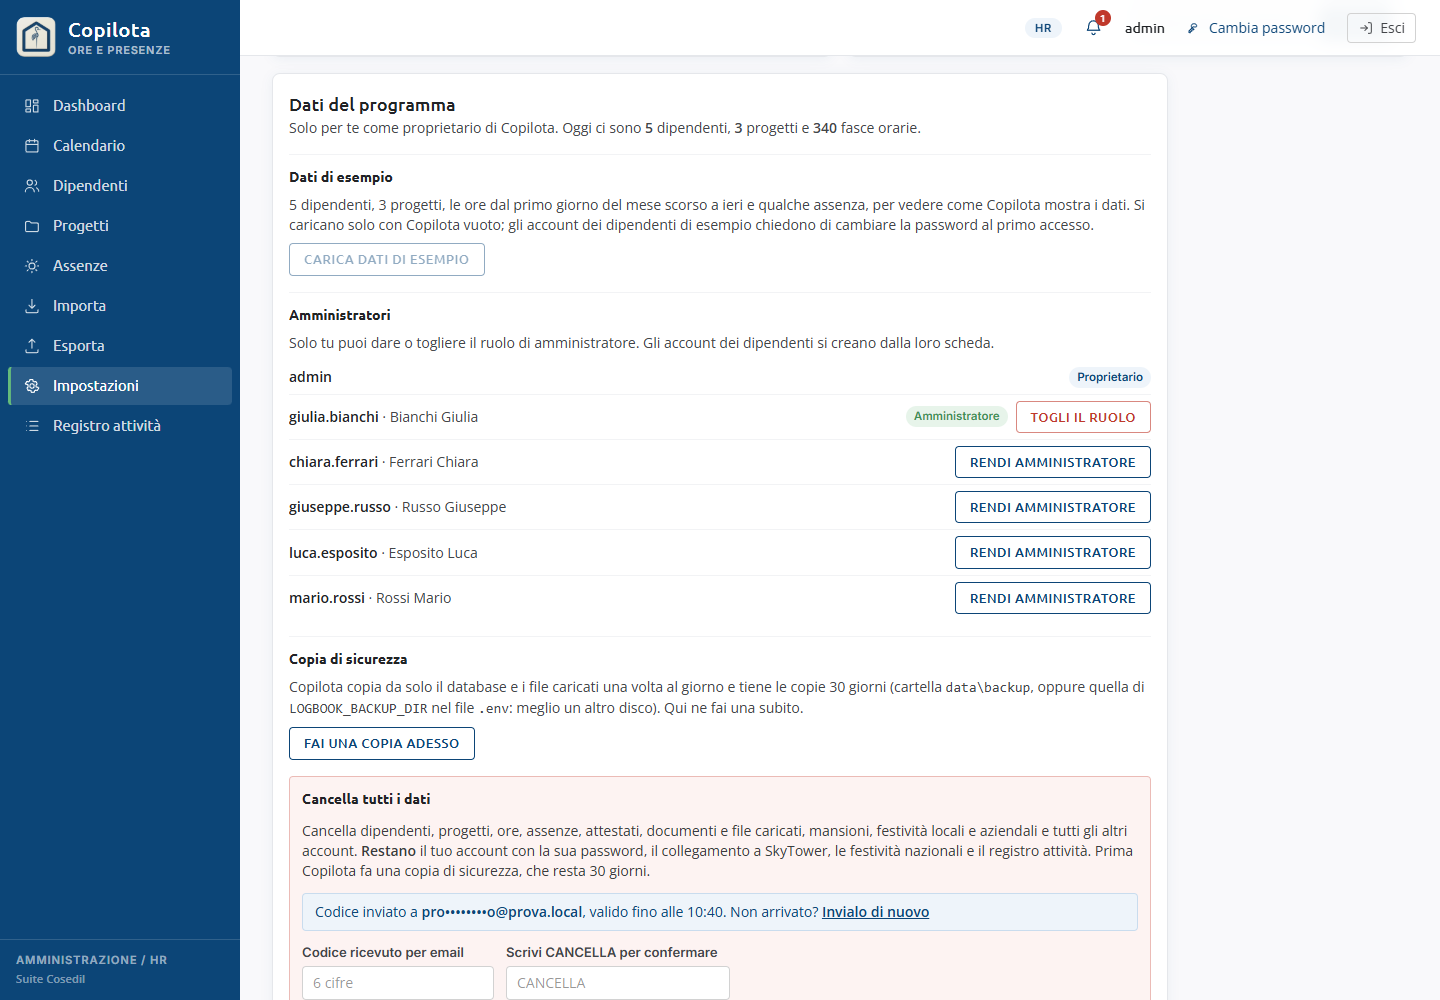 Copilota
ORE E PRESENZE
HR
1
admin
Cambia password
Esci
Dashboard
Calendario
Dipendenti
Progetti
Assenze
Importa
Esporta
Impostazioni
Registro attività
AMMINISTRAZIONE / HR
Suite Cosedil
Dati del programma
Solo per te come proprietario di Copilota. Oggi ci sono 5 dipendenti, 3 progetti e 340 fasce orarie.
Dati di esempio
5 dipendenti, 3 progetti, le ore dal primo giorno del mese scorso a ieri e qualche assenza, per vedere come Copilota mostra i dati. Si
caricano solo con Copilota vuoto; gli account dei dipendenti di esempio chiedono di cambiare la password al primo accesso.
CARICA DATI DI ESEMPIO
Amministratori
Solo tu puoi dare o togliere il ruolo di amministratore. Gli account dei dipendenti si creano dalla loro scheda.
admin
Proprietario
giulia.bianchi · Bianchi Giulia
Amministratore
TOGLI IL RUOLO
chiara.ferrari · Ferrari Chiara
RENDI AMMINISTRATORE
giuseppe.russo · Russo Giuseppe
RENDI AMMINISTRATORE
luca.esposito · Esposito Luca
RENDI AMMINISTRATORE
mario.rossi · Rossi Mario
RENDI AMMINISTRATORE
Copia di sicurezza
Copilota copia da solo il database e i file caricati una volta al giorno e tiene le copie 30 giorni (cartella data\backup, oppure quella di
LOGBOOK_BACKUP_DIR nel file .env: meglio un altro disco). Qui ne fai una subito.
FAI UNA COPIA ADESSO
Cancella tutti i dati
Cancella dipendenti, progetti, ore, assenze, attestati, documenti e file caricati, mansioni, festività locali e aziendali e tutti gli altri
account. Restano il tuo account con la sua password, il collegamento a SkyTower, le festività nazionali e il registro attività. Prima
Copilota fa una copia di sicurezza, che resta 30 giorni.
Codice inviato a pro••••••••o@prova.local, valido fino alle 10:40. Non arrivato? Invialo di nuovo
Codice ricevuto per email
Scrivi CANCELLA per confermare
6 cifre
CANCELLA